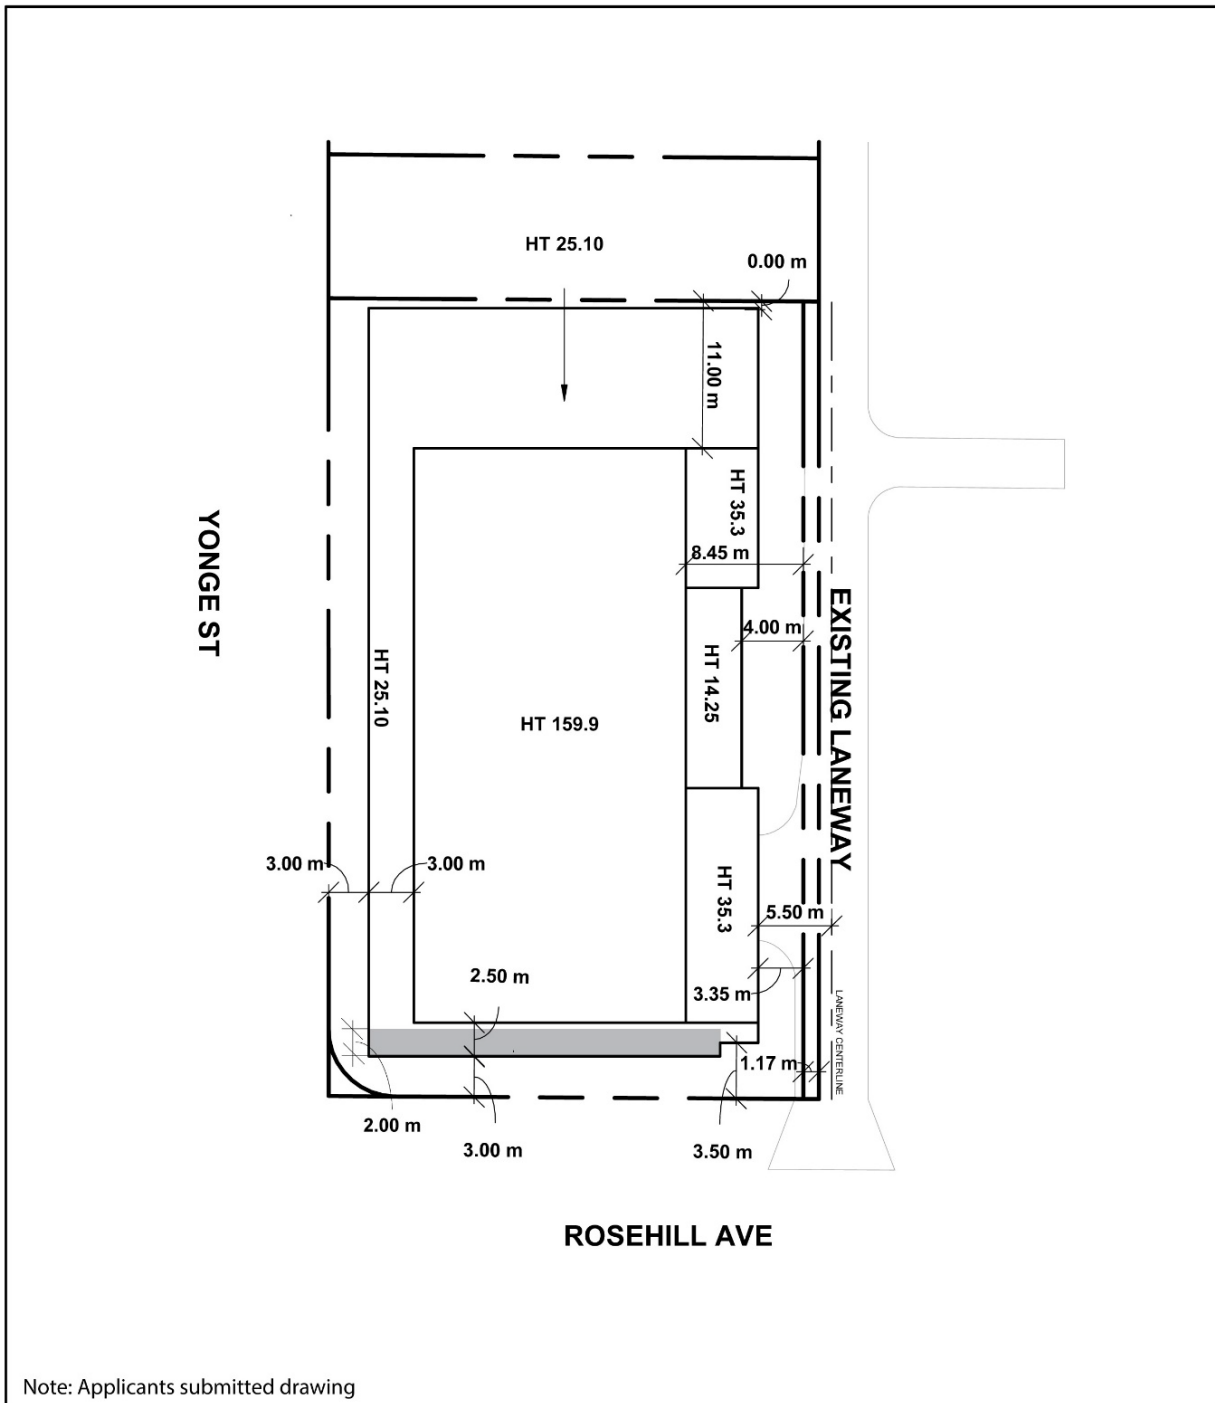 HT 25.10
0.00 m
11.00 m
HT 35.3
8.45 m
YONGE ST
EXISTING LANEWAY
4.00 m
HT 14.25
HT 25.10
HT 159.9
3.00 m
3.00 m
HT 35.3
5.50 m
2.50 m
3.35 m
LANEWAY CENTERLINE
1.17 m
2.00 m
3.00 m
3.50 m
ROSEHILL AVE
Note: Applicants submitted drawing